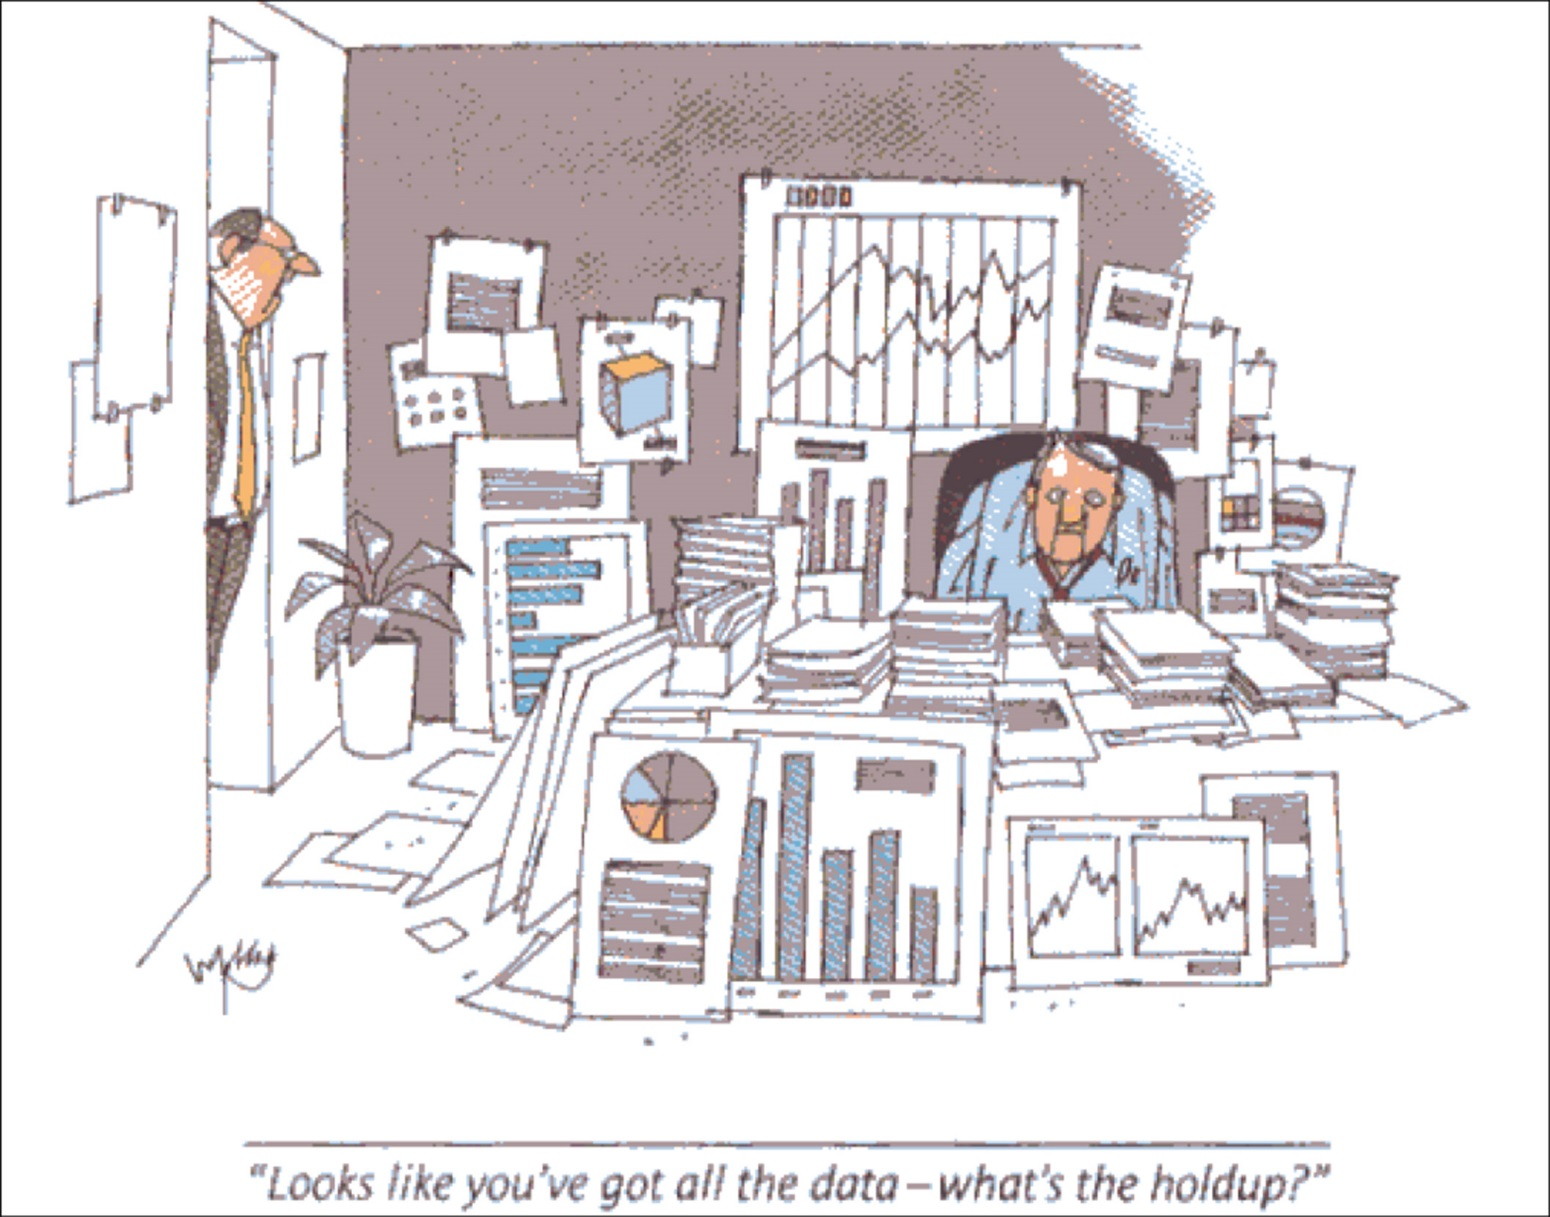 “Looks like you’ve got all the data – what’s the holdup?”